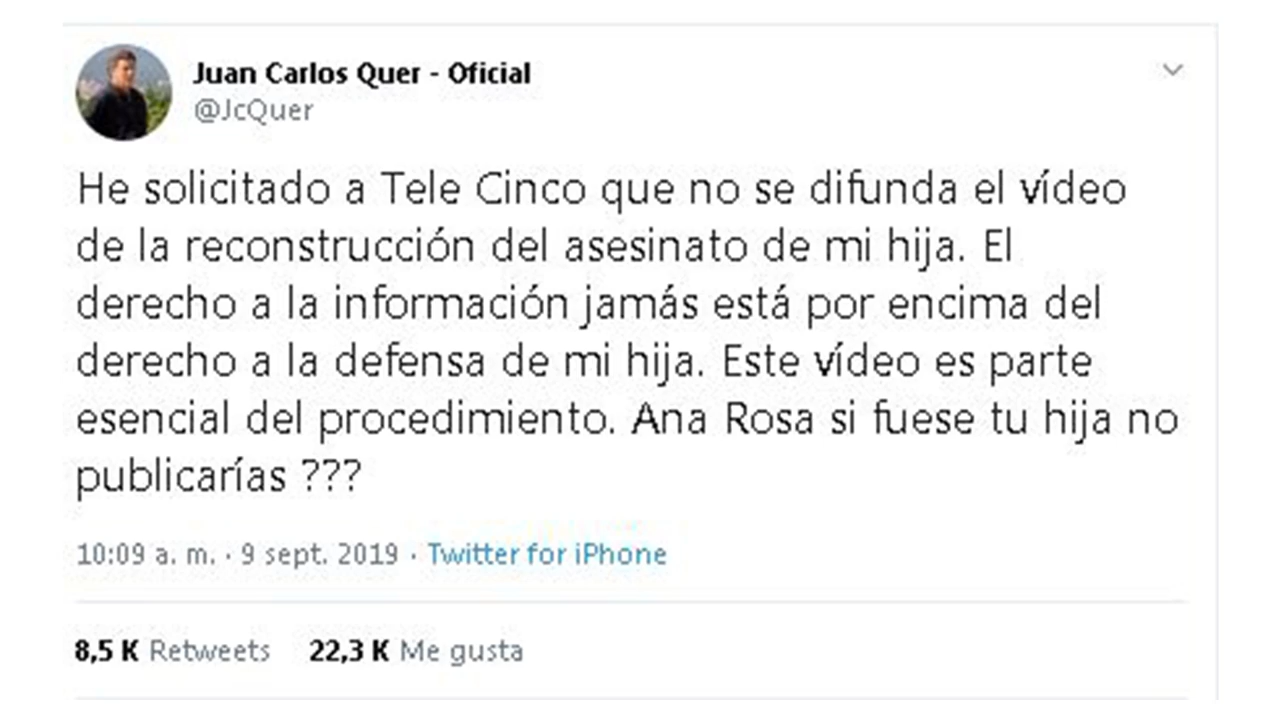 Juan Carlos Quer - Oficial
@JcQuer
He solicitado a Tele Cinco que no se difunda el vídeo
de la reconstrucción del asesinato de mi hija. El
derecho a la información jamás está por encima del
derecho a la defensa de mi hija. Este vídeo es parte
esencial del procedimiento. Ana Rosa si fuese tu hija no
publicarías ???
10:09 a. m. · 9 sept. 2019 · Twitter for iPhone
8,5 K Retweets 22,3 K Me gusta